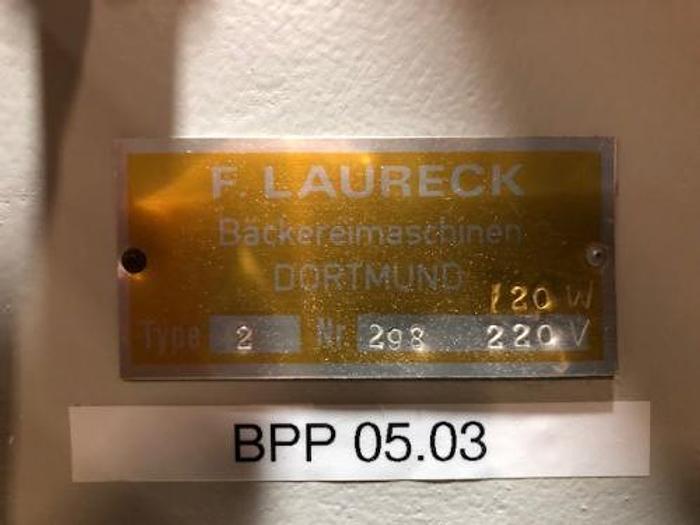 F. LAURECK
Bäckereimaschinen
DORTMUND
120 W
Type 2 Nr 298 220 V
BPP 05.03